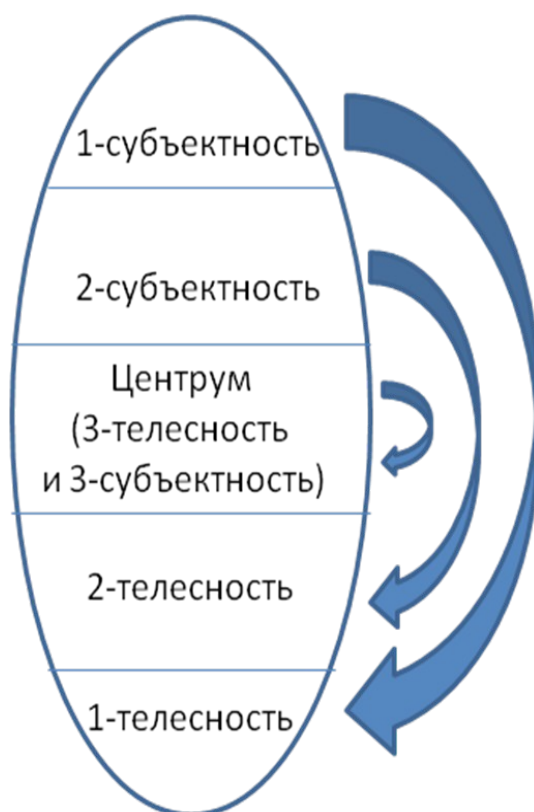 1-субъектность
2-субъектность
Центрум
(3-телесность
и 3-субъектность)
2-телесность
1-телесность